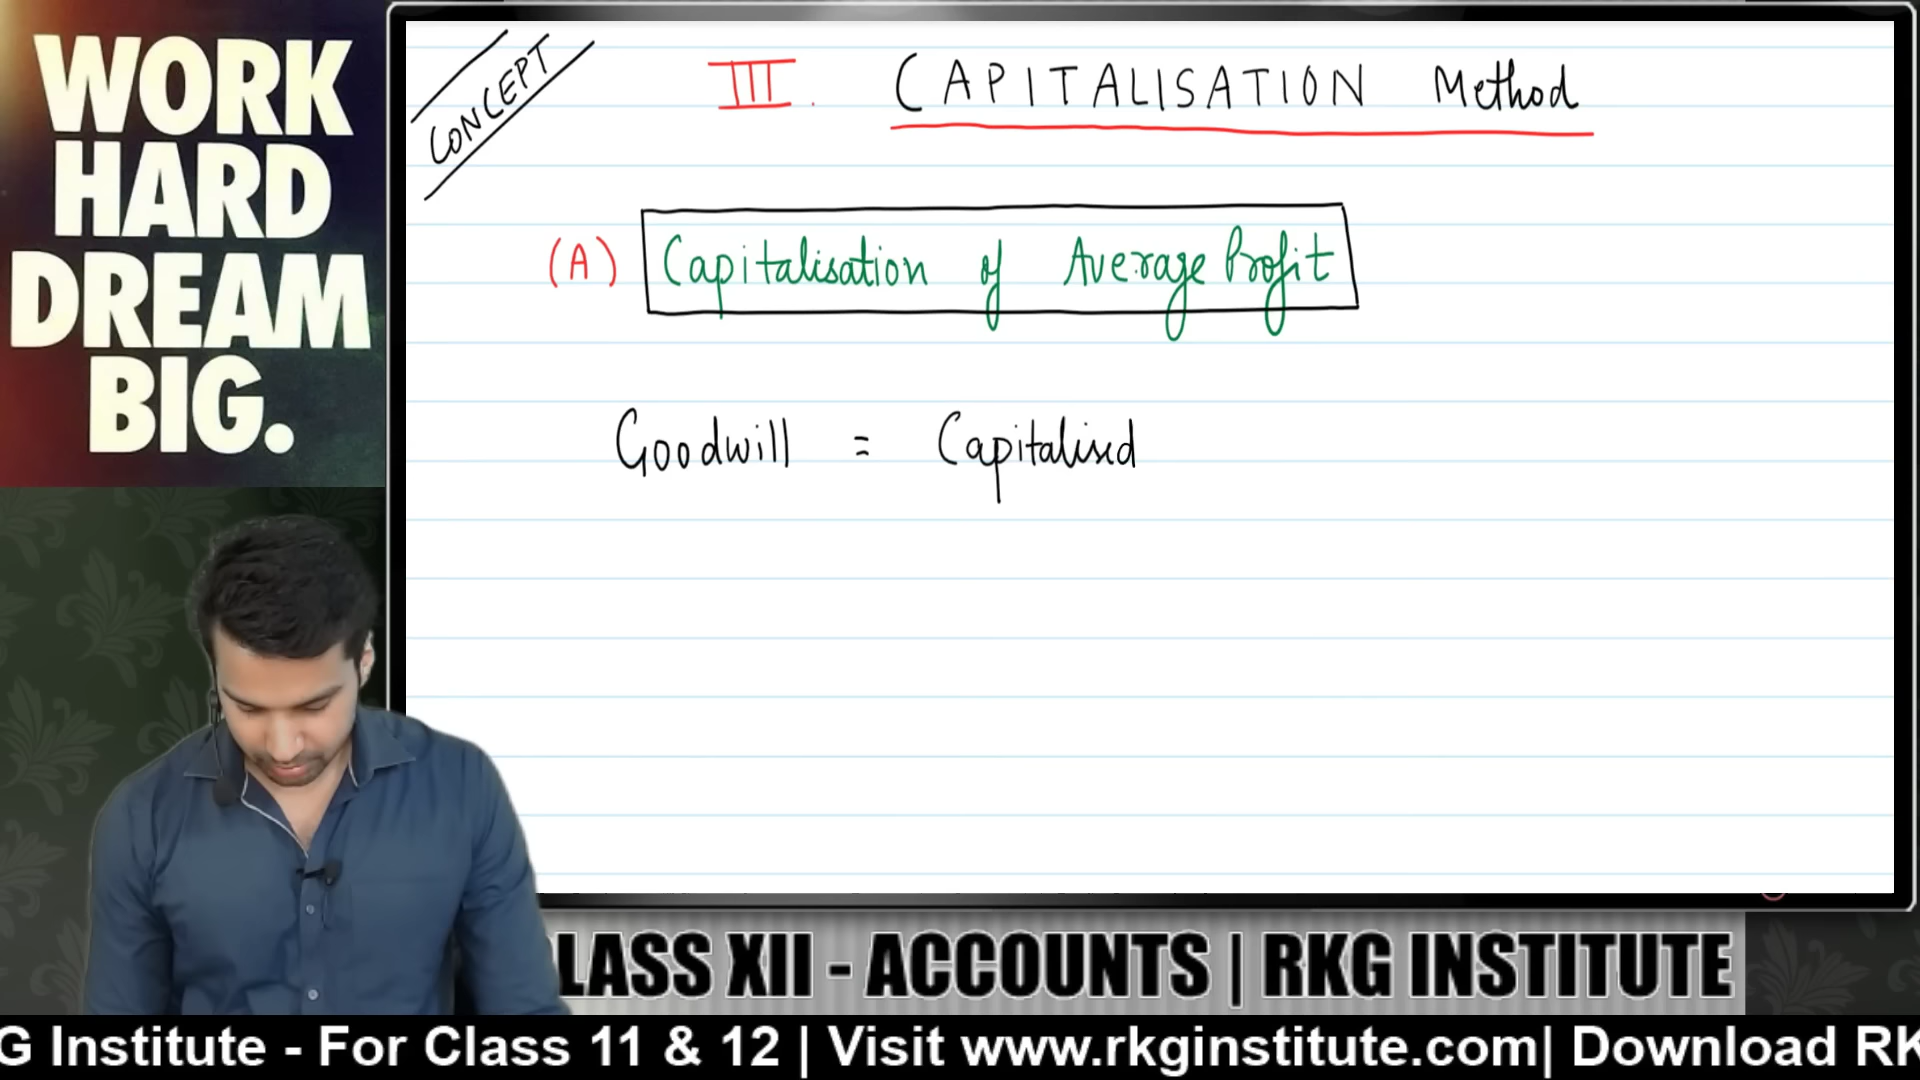 WORK
HARD
DREAM
BIG.
CONCEPT
III. CAPITALISATION Method
(A) Capitalisation of Average Profit
Goodwill = Capitalised
LASS XII - ACCOUNTS | RKG INSTITUTE
G Institute - For Class 11 & 12 | Visit www.rkginstitute.com| Download RK